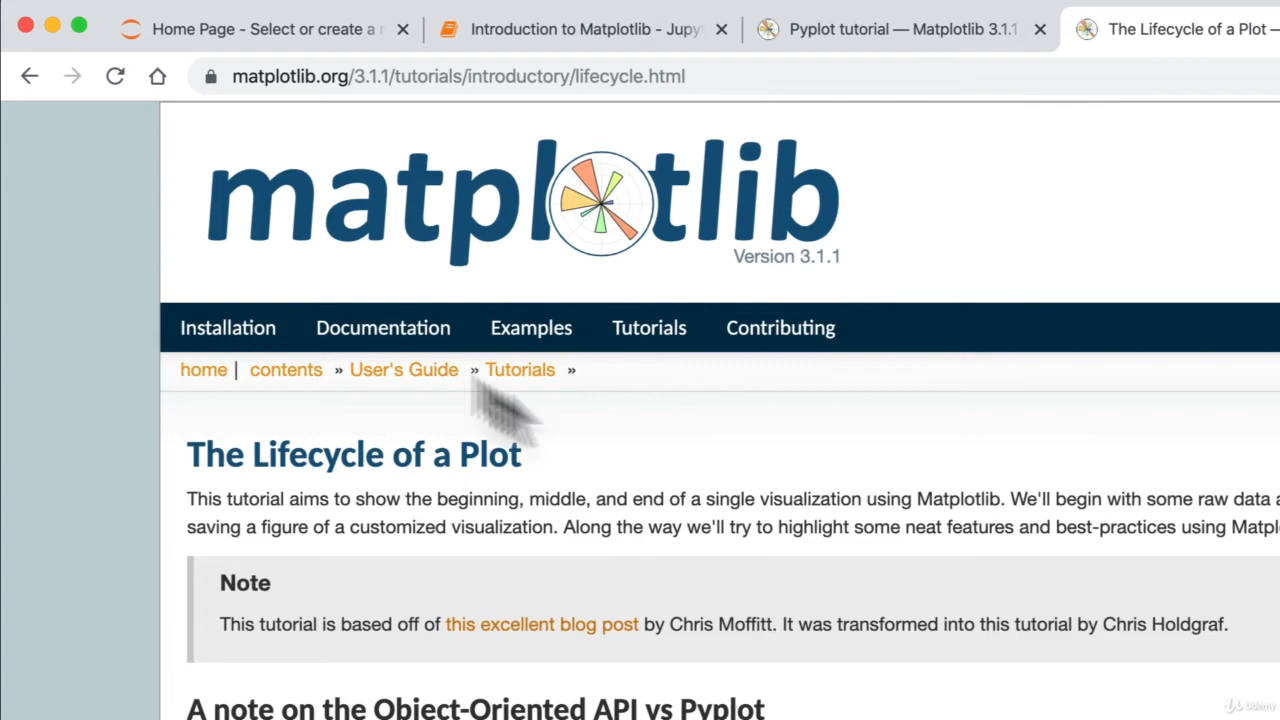 Home Page - Select or create a
Introduction to Matplotlib - Jupy
Pyplot tutorial — Matplotlib 3.1.1
The Lifecycle of a Plot —
matplotlib.org/3.1.1/tutorials/introductory/lifecycle.html
matplotlib
Version 3.1.1
Installation Documentation Examples Tutorials Contributing
home | contents » User's Guide » Tutorials »
The Lifecycle of a Plot
This tutorial aims to show the beginning, middle, and end of a single visualization using Matplotlib. We'll begin with some raw data a
saving a figure of a customized visualization. Along the way we'll try to highlight some neat features and best-practices using Matpl
Note
This tutorial is based off of this excellent blog post by Chris Moffitt. It was transformed into this tutorial by Chris Holdgraf.
A note on the Object-Oriented API vs Pyplot
Udemy